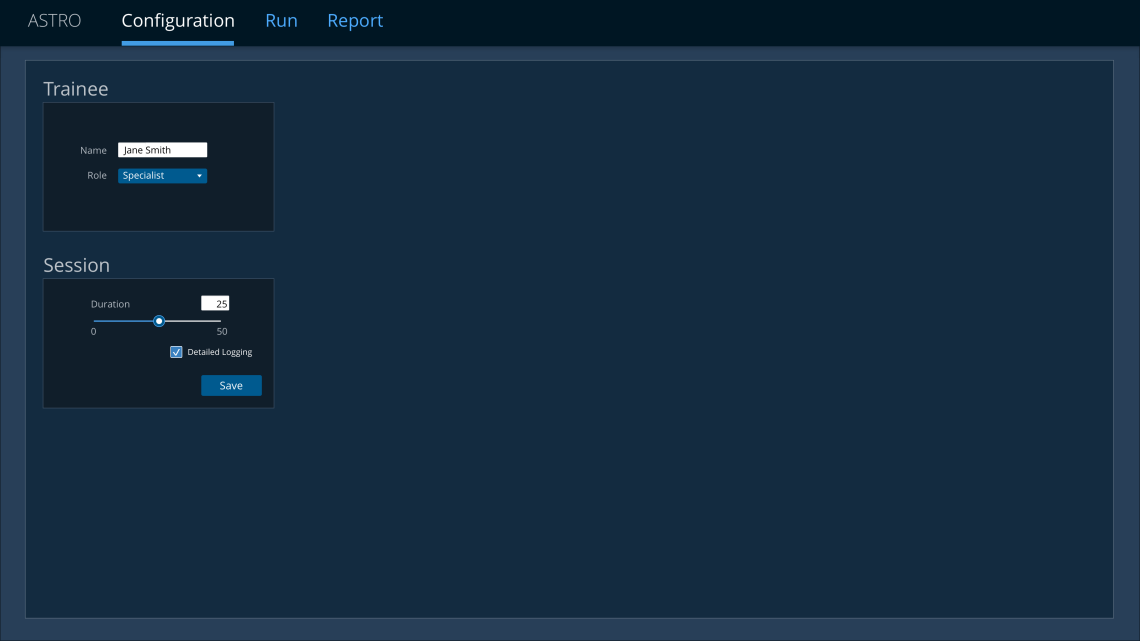 ASTRO Configuration Run Report
Trainee
Name Jane Smith
Role Specialist
Session
Duration 25
0 50
Detailed Logging
Save